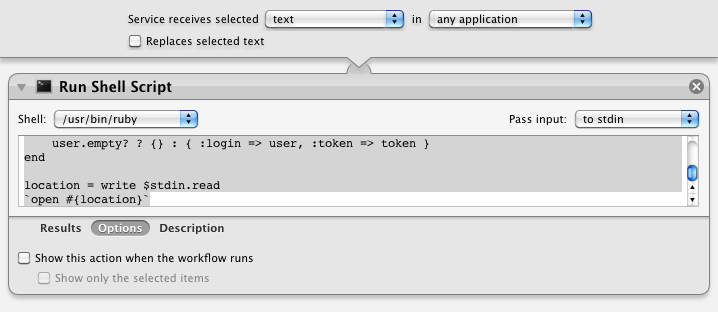 Service receives selected text in any application
Replaces selected text
Run Shell Script
Shell: /usr/bin/ruby Pass input: to stdin
user.empty? ? {} : { :login => user, :token => token }
end
location = write $stdin.read
`open #{location}`
Results Options Description
Show this action when the workflow runs
Show only the selected items